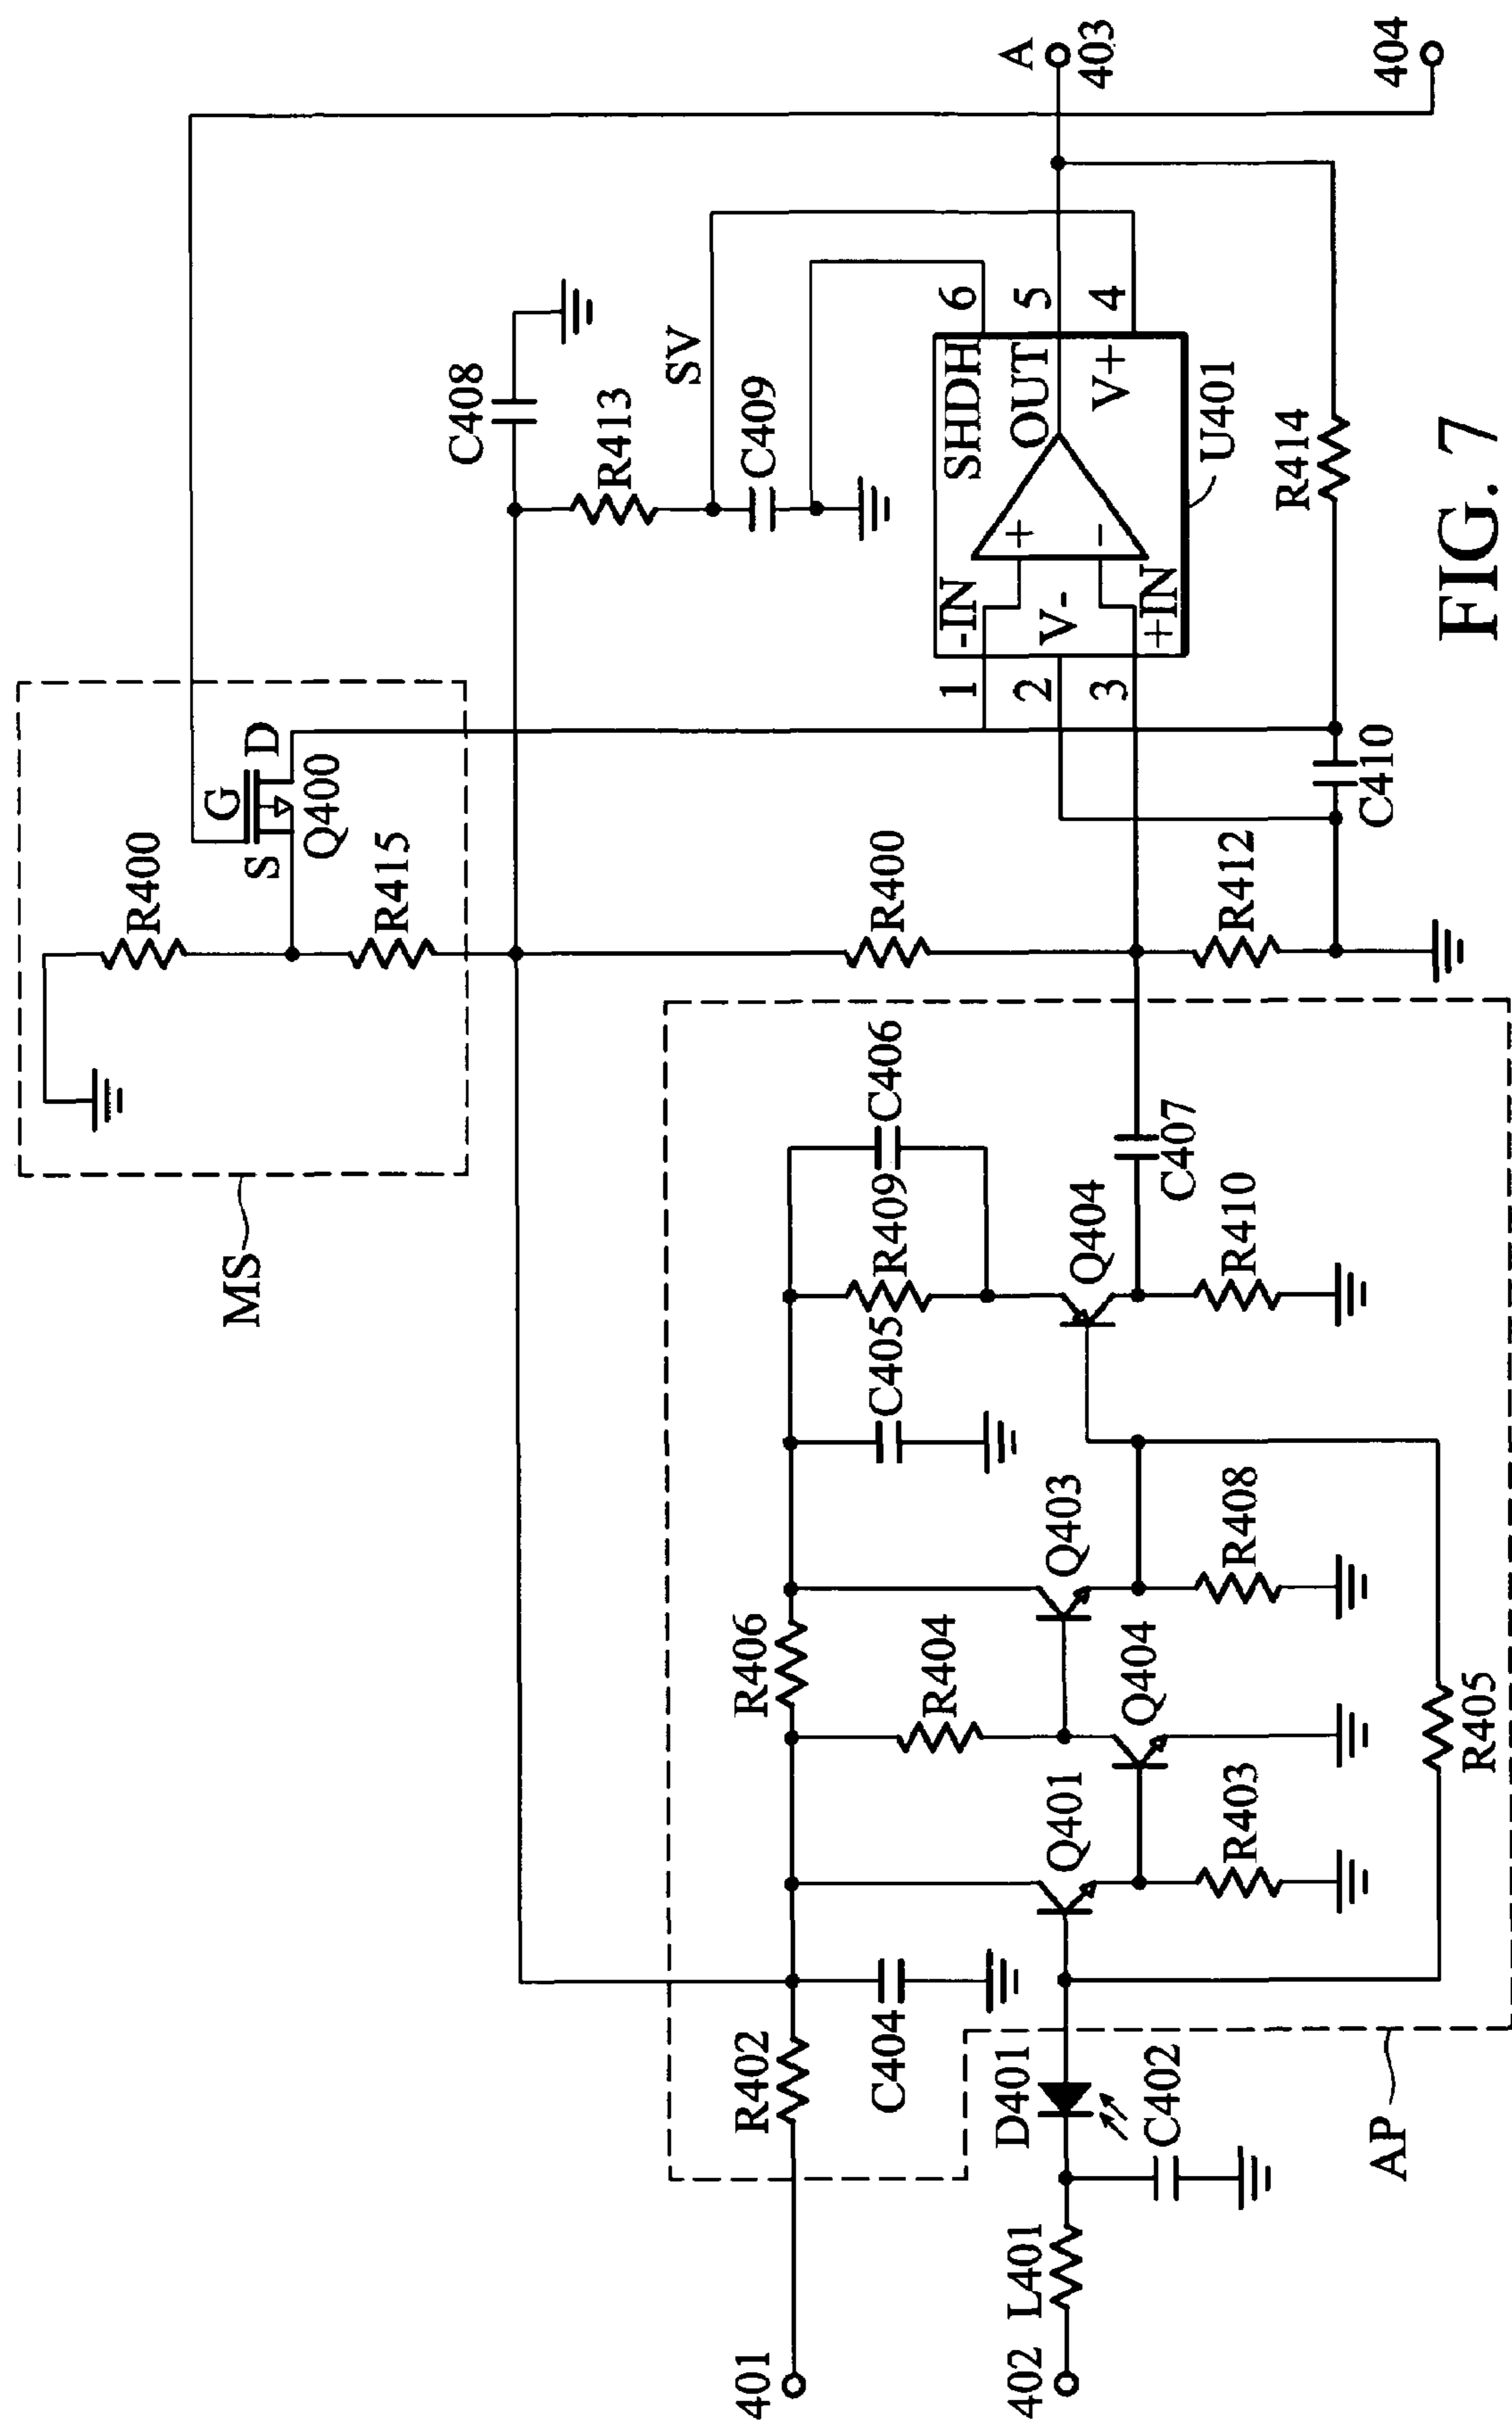 MS
R400
G
S
D
Q400
R415
C408
R413
SV
C409
-IN
SHDH
1
6
V-
OUT
2
5
+IN
V+
3
4
U401
R400
R412
C410
R414
A
403
404
401
R402
C404
R406
C405
R409
C406
R404
Q401
Q404
Q403
Q404
C407
R403
R408
R410
R405
402
L401
D401
C402
AP
FIG. 7